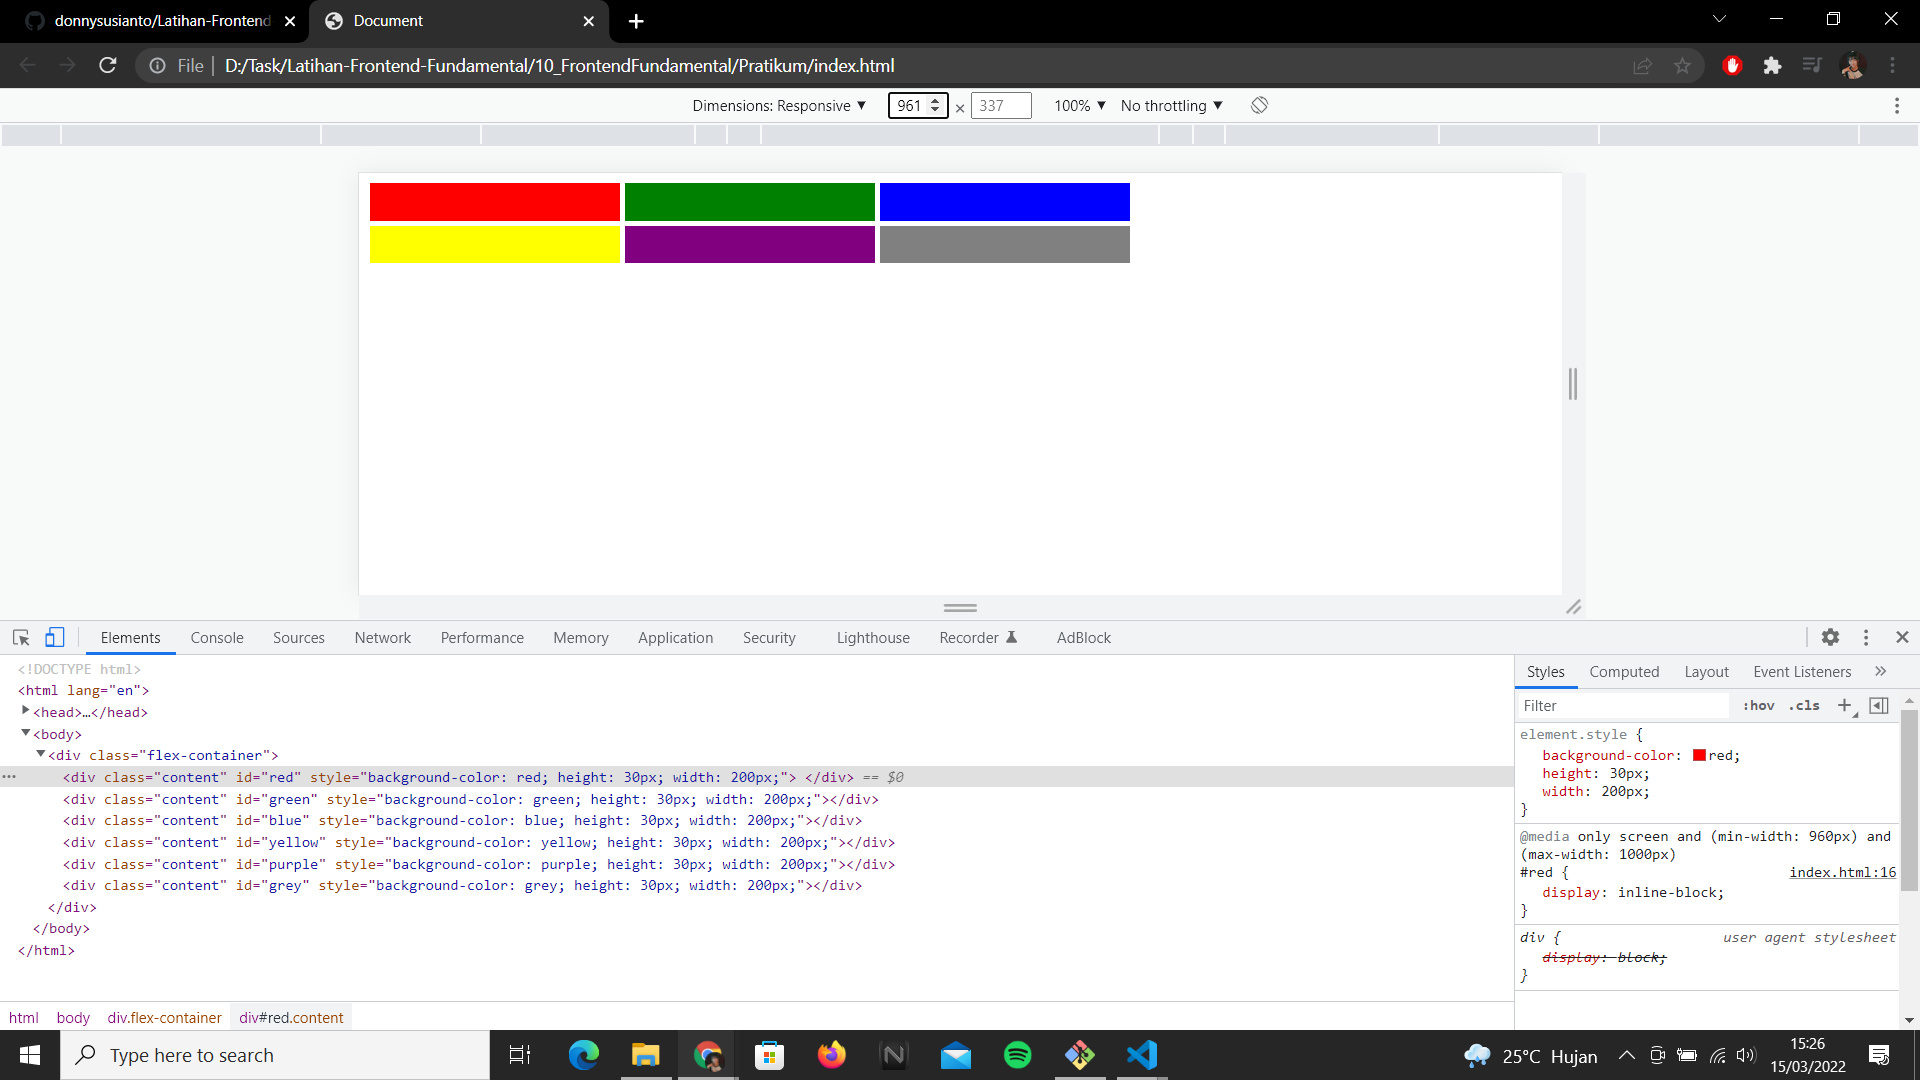 donnysusianto/Latihan-Frontend
Document
File | D:/Task/Latihan-Frontend-Fundamental/10_FrontendFundamental/Pratikum/index.html
Dimensions: Responsive ▼ 961 × 337 100% ▼ No throttling ▼
Elements Console Sources Network Performance Memory Application Security Lighthouse Recorder AdBlock
<!DOCTYPE html>
<html lang="en">
<head>…</head>
<body>
<div class="flex-container">
<div class="content" id="red" style="background-color: red; height: 30px; width: 200px;"> </div> == $0
<div class="content" id="green" style="background-color: green; height: 30px; width: 200px;"></div>
<div class="content" id="blue" style="background-color: blue; height: 30px; width: 200px;"></div>
<div class="content" id="yellow" style="background-color: yellow; height: 30px; width: 200px;"></div>
<div class="content" id="purple" style="background-color: purple; height: 30px; width: 200px;"></div>
<div class="content" id="grey" style="background-color: grey; height: 30px; width: 200px;"></div>
</div>
</body>
</html>
html body div.flex-container div#red.content
Styles Computed Layout Event Listeners »
Filter :hov .cls +
element.style {
background-color: red;
height: 30px;
width: 200px;
}
@media only screen and (min-width: 960px) and
(max-width: 1000px)
#red { index.html:16
display: inline-block;
}
div { user agent stylesheet
display: block;
}
Type here to search
25°C Hujan
15:26
15/03/2022